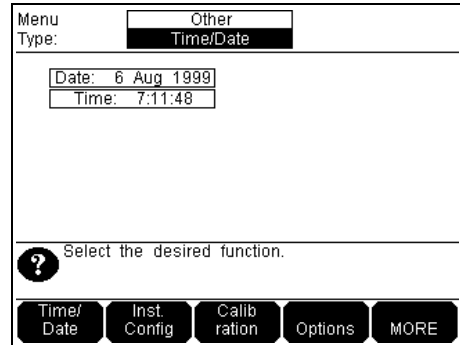 Menu Other
Type: Time/Date
Date: 6 Aug 1999
Time: 7:11:48
? Select the desired function.
Time/ Inst. Calib
Date Config ration Options MORE